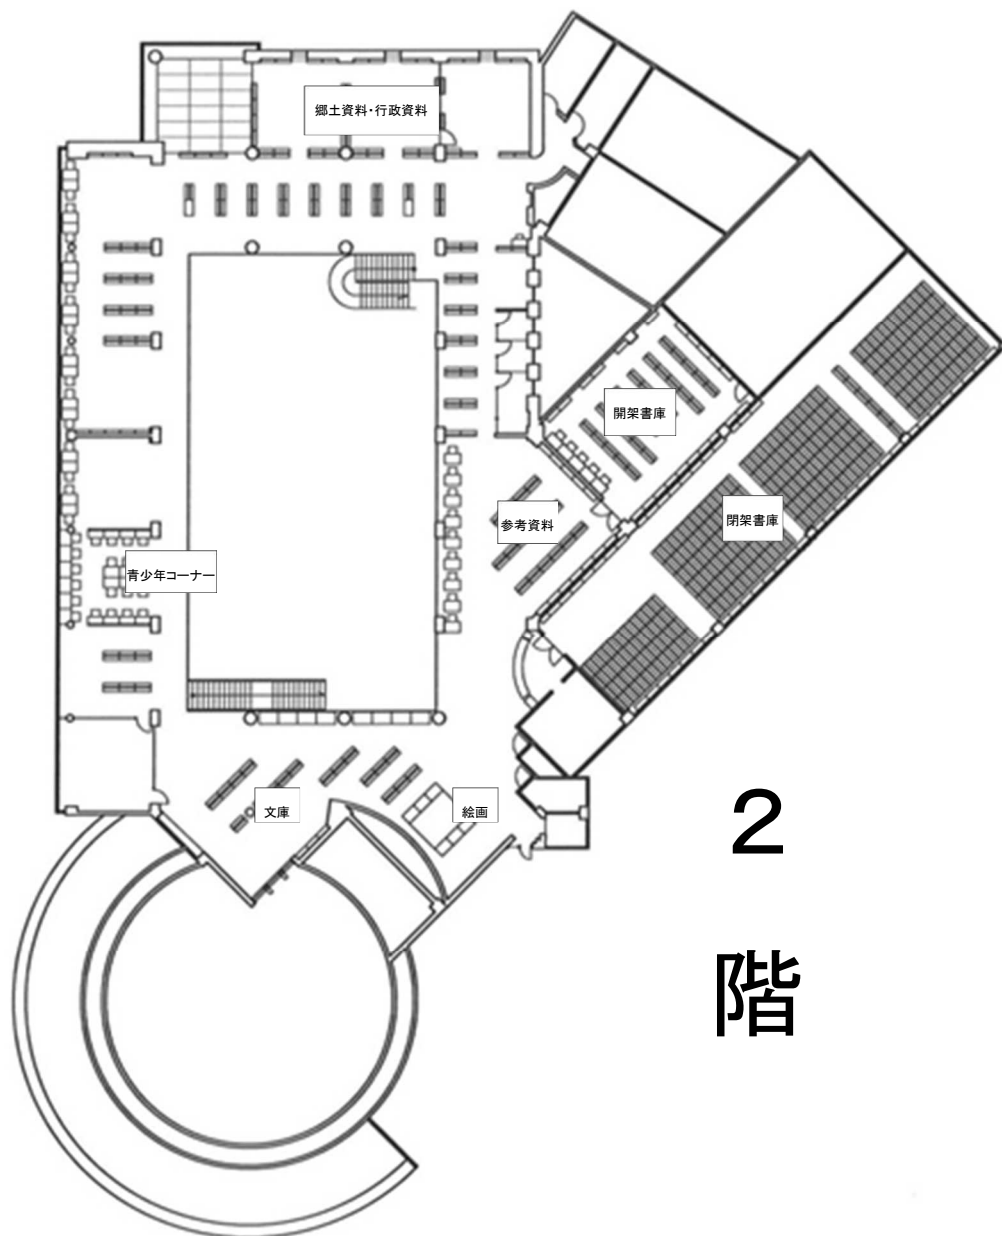 郷土資料・行政資料
開架書庫
参考資料
閉架書庫
青少年コーナー
文庫
絵画
２
階